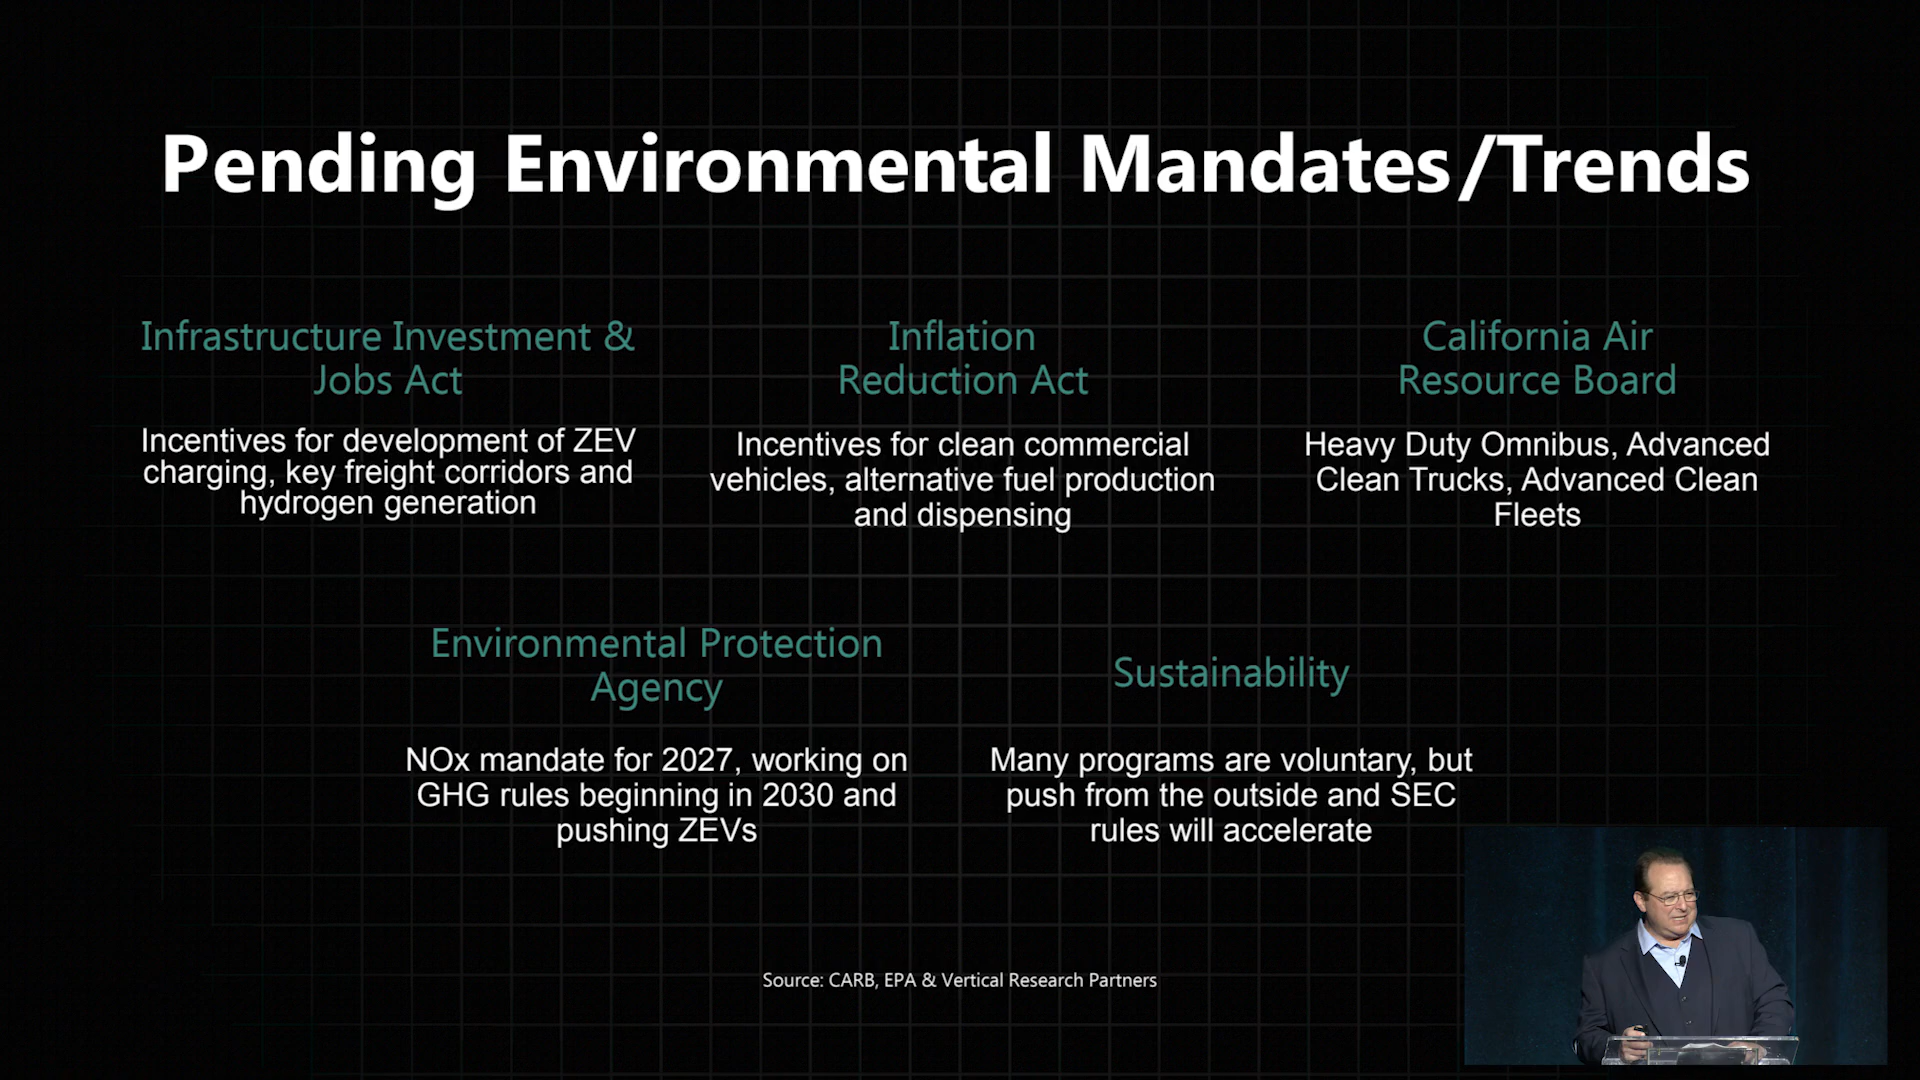 Pending Environmental Mandates/Trends
Infrastructure Investment &
Jobs Act
Incentives for development of ZEV
charging, key freight corridors and
hydrogen generation
Inflation
Reduction Act
Incentives for clean commercial
vehicles, alternative fuel production
and dispensing
California Air
Resource Board
Heavy Duty Omnibus, Advanced
Clean Trucks, Advanced Clean
Fleets
Environmental Protection
Agency
NOx mandate for 2027, working on
GHG rules beginning in 2030 and
pushing ZEVs
Sustainability
Many programs are voluntary, but
push from the outside and SEC
rules will accelerate
Source: CARB, EPA & Vertical Research Partners